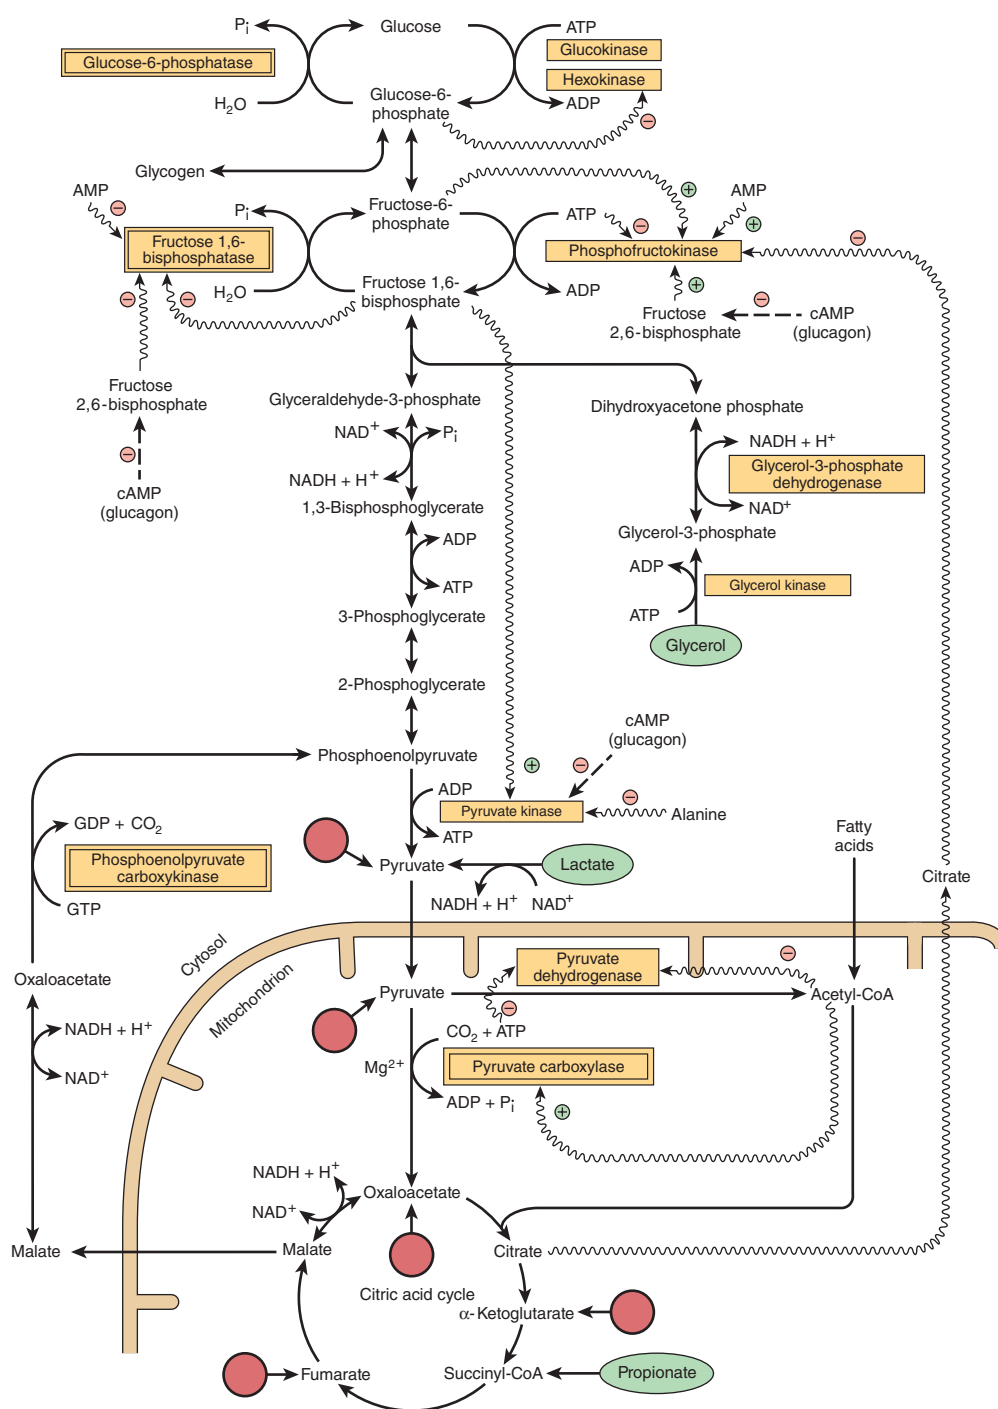 Pi
Glucose
ATP
Glucokinase
Glucose-6-phosphatase
Hexokinase
H2O
Glucose-6-
phosphate
ADP
−
Glycogen
AMP
−
Pi
Fructose-6-
phosphate
+
AMP
ATP
−
+
−
Fructose 1,6-
bisphosphatase
Phosphofructokinase
−
−
H2O
Fructose 1,6-
bisphosphate
ADP
+
−
Fructose
2,6-bisphosphate
cAMP
(glucagon)
Fructose
2,6-bisphosphate
Glyceraldehyde-3-phosphate
Dihydroxyacetone phosphate
NAD+
Pi
NADH + H+
−
Glycerol-3-phosphate
dehydrogenase
NADH + H+
cAMP
(glucagon)
1,3-Bisphosphoglycerate
NAD+
Glycerol-3-phosphate
ADP
ADP
ATP
Glycerol kinase
ATP
3-Phosphoglycerate
Glycerol
2-Phosphoglycerate
cAMP
(glucagon)
Phosphoenolpyruvate
+
−
ADP
−
Pyruvate kinase
Alanine
GDP + CO2
ATP
Fatty
acids
Phosphoenolpyruvate
carboxykinase
Pyruvate
Lactate
Citrate
GTP
NADH + H+
NAD+
Cytosol
Mitochondrion
Oxaloacetate
Pyruvate
dehydrogenase
−
Pyruvate
Acetyl-CoA
−
NADH + H+
CO2 + ATP
Mg2+
Pyruvate carboxylase
NAD+
ADP + Pi
+
NADH + H+
Oxaloacetate
NAD+
Malate
Malate
Citrate
Citric acid cycle
α-Ketoglutarate
Fumarate
Succinyl-CoA
Propionate